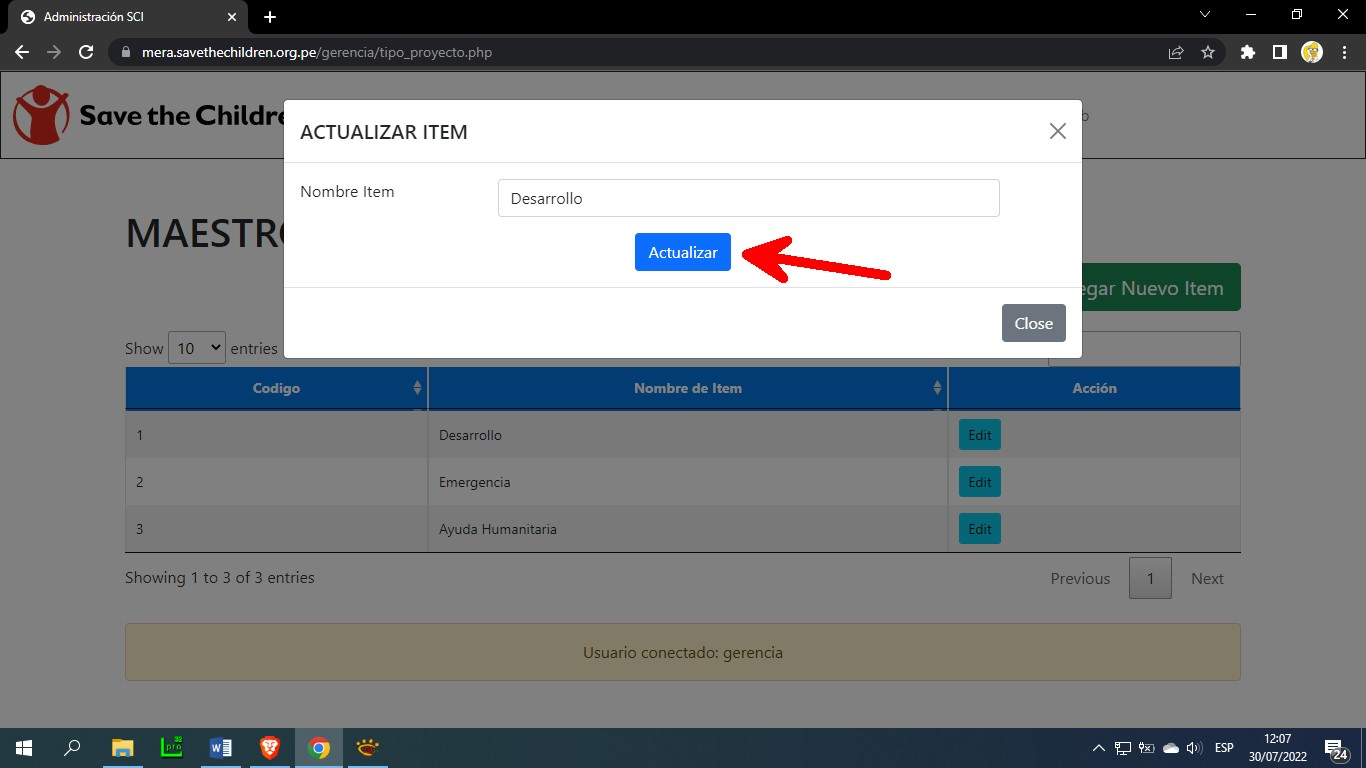 Administración SCI
mera.savethechildren.org.pe/gerencia/tipo_proyecto.php
Save the Childre
ACTUALIZAR ITEM
Nombre Item
Desarrollo
Actualizar
Close
MAESTR
egar Nuevo Item
Show 10 entries
Codigo Nombre de Item Acción
1 Desarrollo Edit
2 Emergencia Edit
3 Ayuda Humanitaria Edit
Showing 1 to 3 of 3 entries
Previous 1 Next
Usuario conectado: gerencia
ESP
12:07
30/07/2022
24